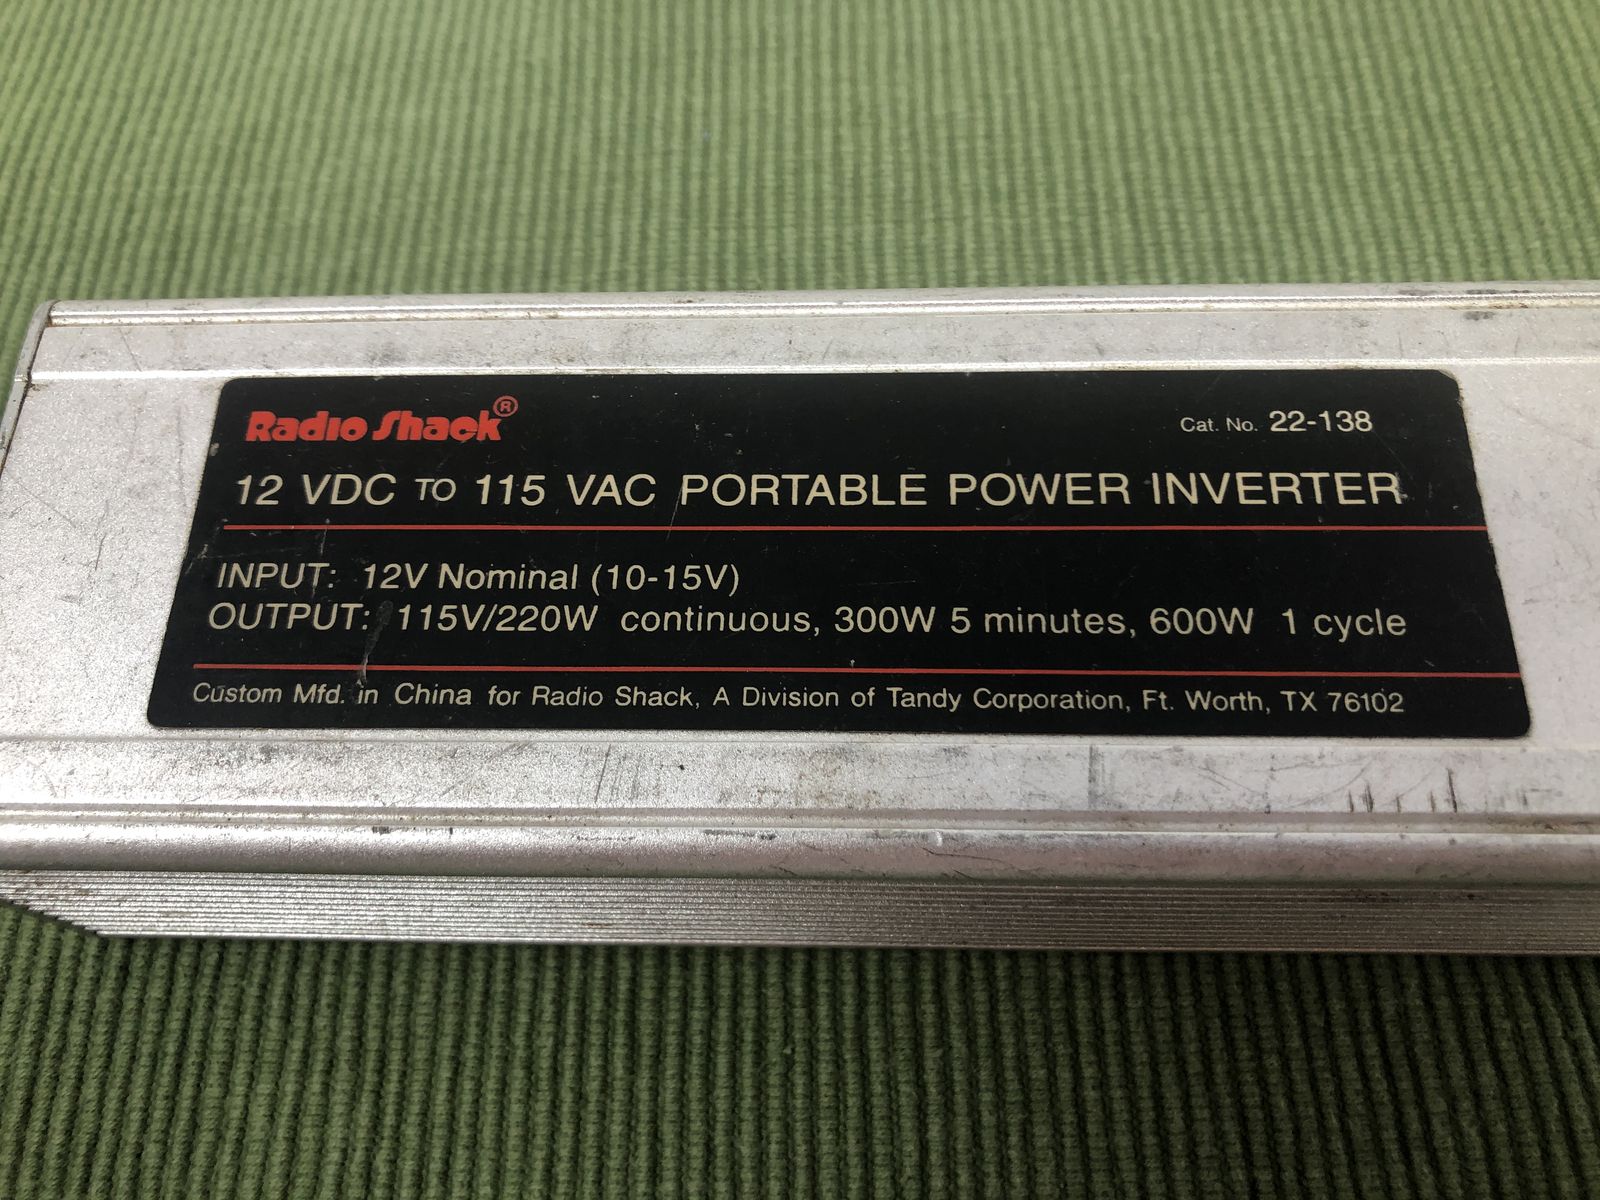 Radio Shack®
Cat. No. 22-138
12 VDC TO 115 VAC PORTABLE POWER INVERTER
INPUT: 12V Nominal (10-15V)
OUTPUT: 115V/220W continuous, 300W 5 minutes, 600W 1 cycle
Custom Mfd. in China for Radio Shack, A Division of Tandy Corporation, Ft. Worth, TX 76102